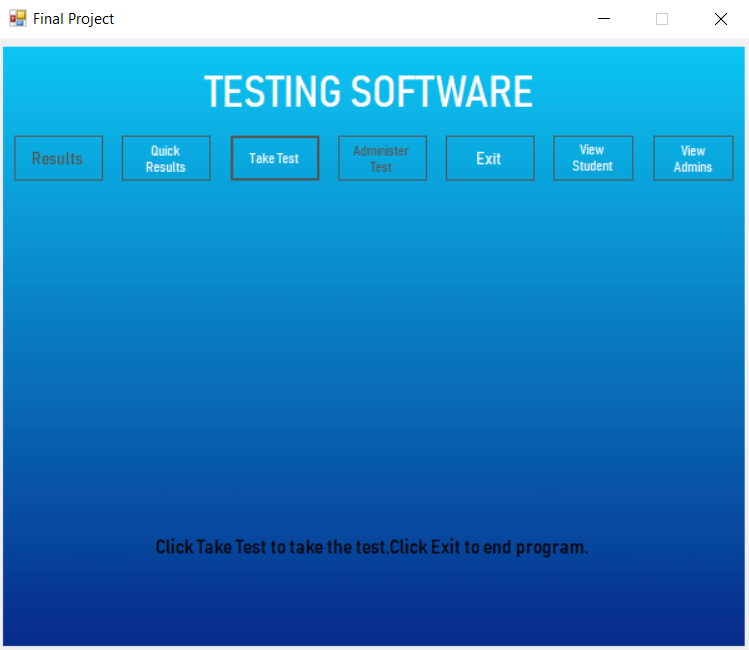 Final Project
TESTING SOFTWARE
Results
Quick
Results
Take Test
Administer
Test
Exit
View
Student
View
Admins
Click Take Test to take the test.Click Exit to end program.